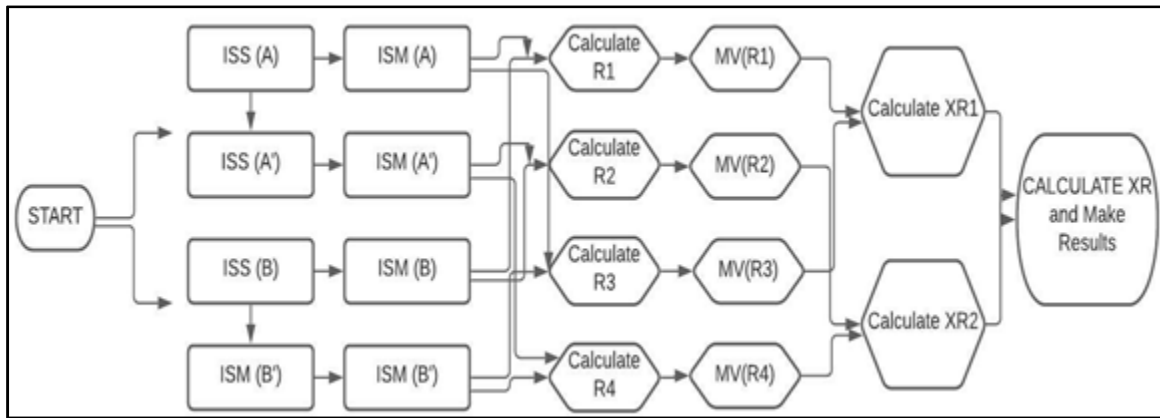 START
ISS (A)
ISM (A)
Calculate
R1
MV(R1)
Calculate XR1
ISS (A')
ISM (A')
Calculate
R2
MV(R2)
ISS (B)
ISM (B)
Calculate
R3
MV(R3)
Calculate XR2
ISM (B')
ISM (B')
Calculate
R4
MV(R4)
CALCULATE XR
and Make
Results